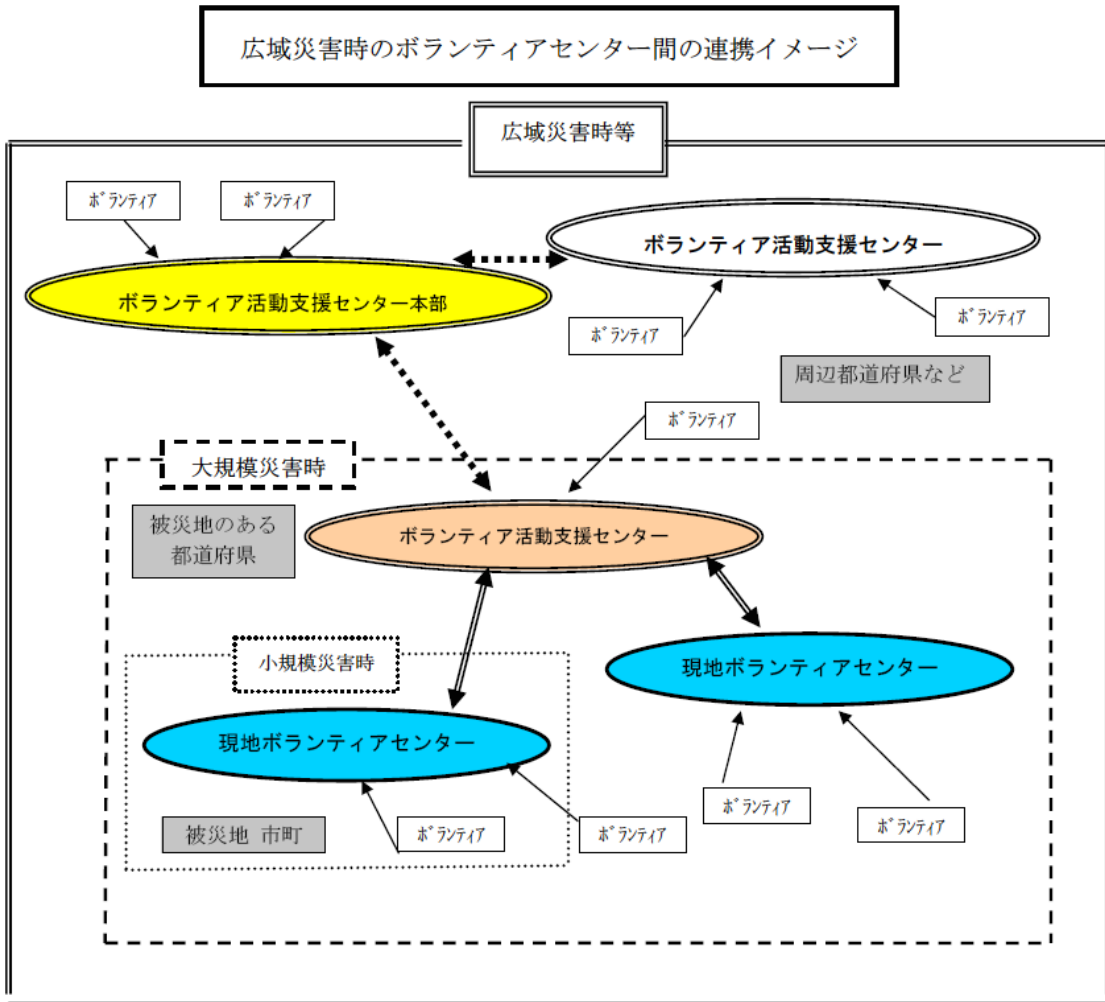 広域災害時のボランティアセンター間の連携イメージ
広域災害時等
ﾎﾞﾗﾝﾃｨｱ
ﾎﾞﾗﾝﾃｨｱ
ボランティア活動支援センター
ボランティア活動支援センター本部
ﾎﾞﾗﾝﾃｨｱ
ﾎﾞﾗﾝﾃｨｱ
周辺都道府県など
ﾎﾞﾗﾝﾃｨｱ
大規模災害時
被災地のある
都道府県
ボランティア活動支援センター
小規模災害時
現地ボランティアセンター
現地ボランティアセンター
ﾎﾞﾗﾝﾃｨｱ
ﾎﾞﾗﾝﾃｨｱ
被災地 市町
ﾎﾞﾗﾝﾃｨｱ
ﾎﾞﾗﾝﾃｨｱ